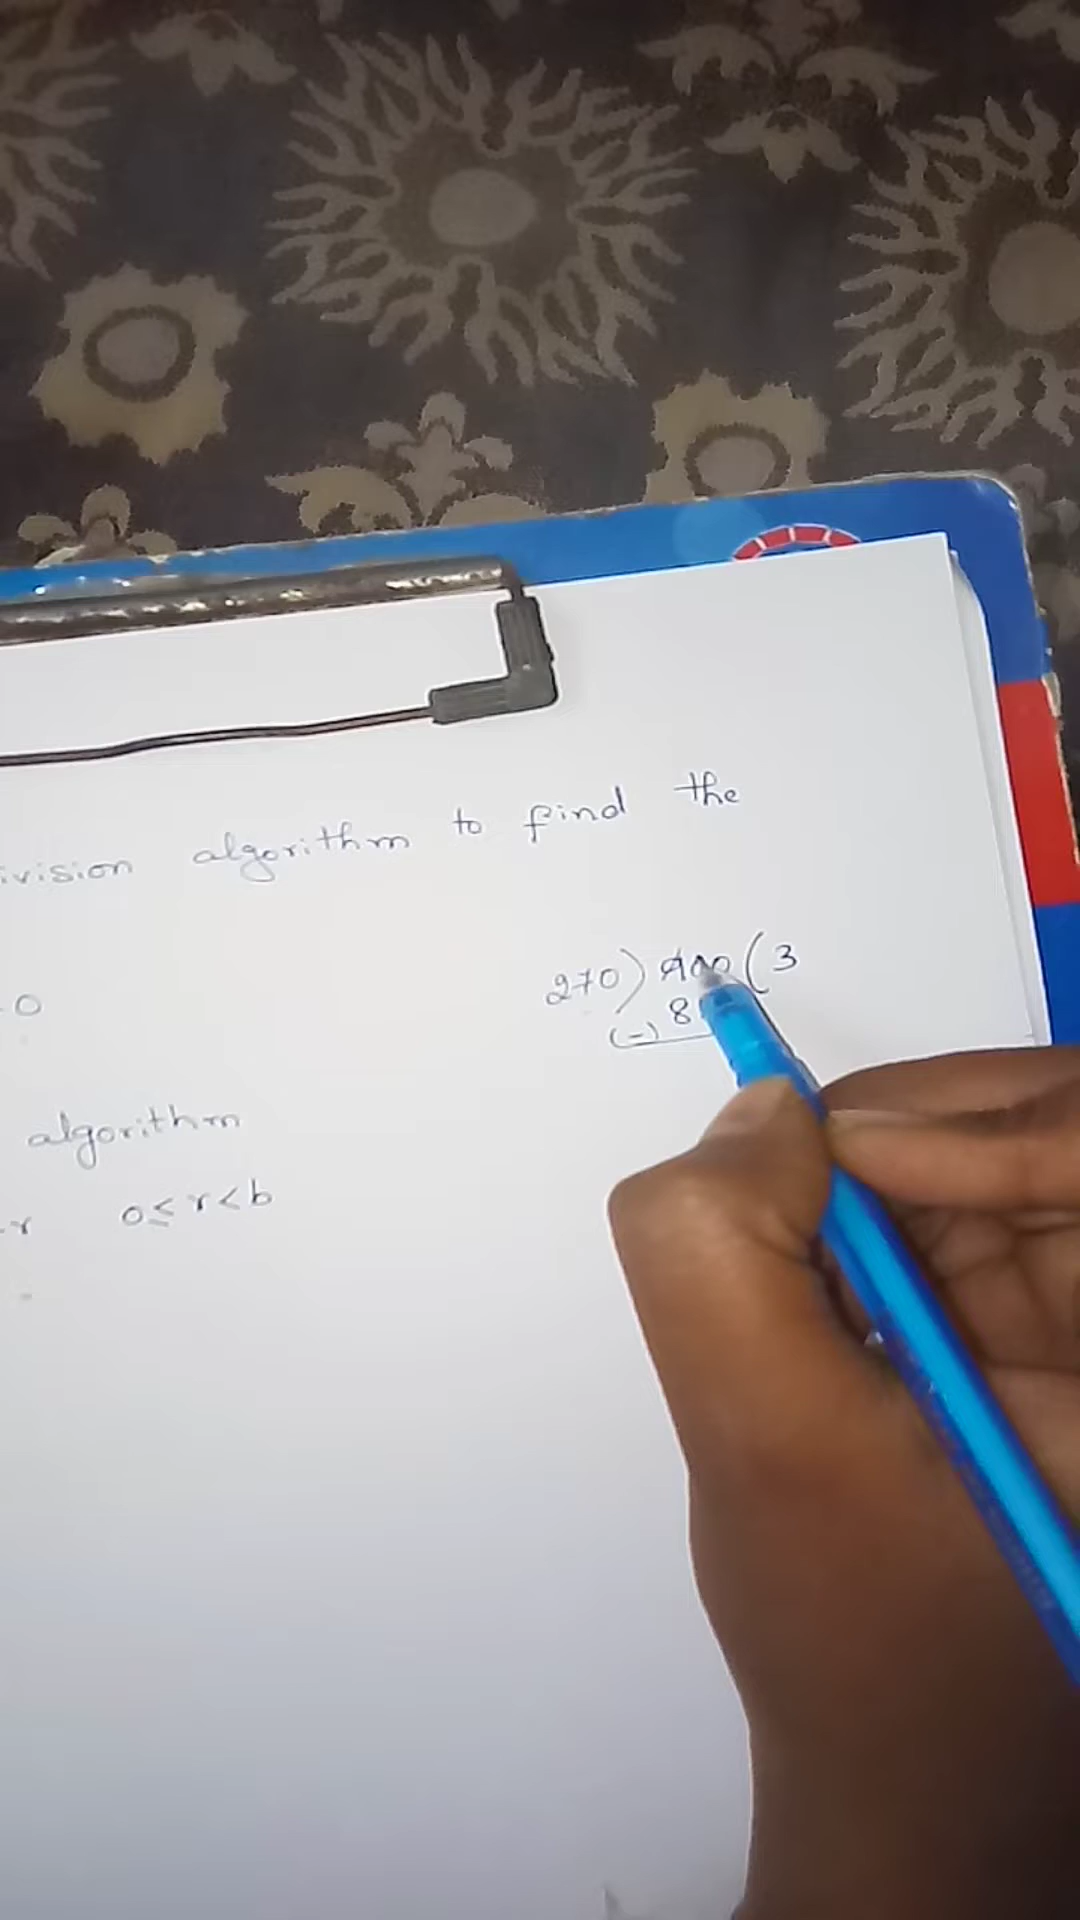 ivision algorithm to find the
270) 900 (3
0
(-) 8
algorithm
r 0≤r<b